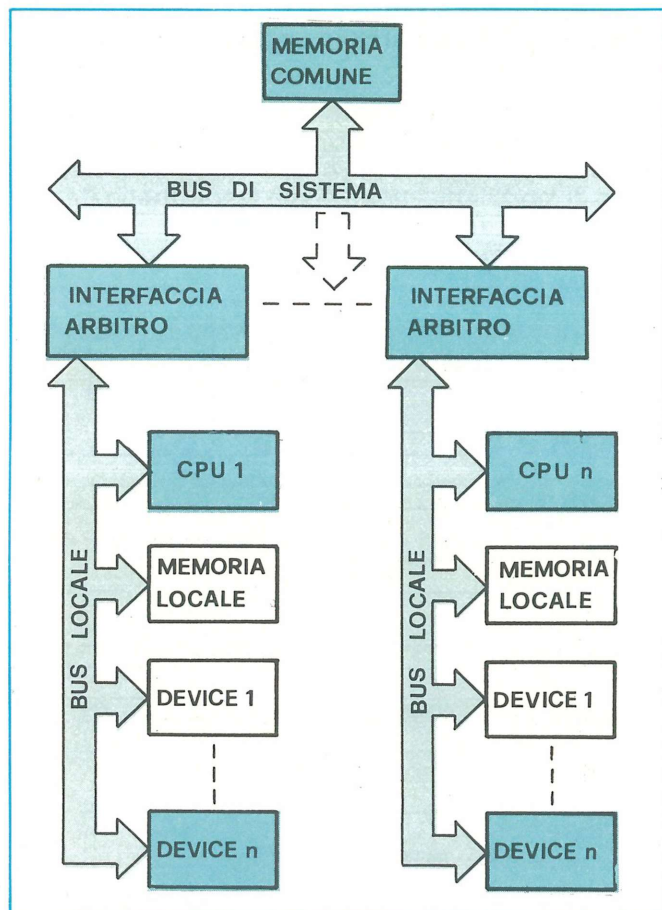 MEMORIA
COMUNE
BUS DI SISTEMA
INTERFACCIA
ARBITRO
INTERFACCIA
ARBITRO
BUS LOCALE
CPU 1
MEMORIA
LOCALE
DEVICE 1
DEVICE n
BUS LOCALE
CPU n
MEMORIA
LOCALE
DEVICE 1
DEVICE n